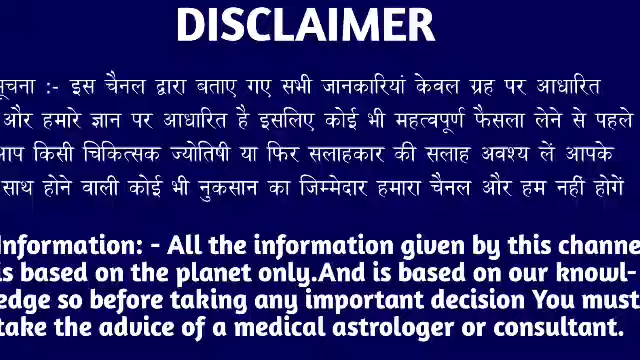 DISCLAIMER
सूचना :- इस चैनल द्वारा बताए गए सभी जानकारियां केवल ग्रह पर आधारित
और हमारे ज्ञान पर आधारित है इसलिए कोई भी महत्वपूर्ण फैसला लेने से पहले
आप किसी चिकित्सक ज्योतिषी या फिर सलाहकार की सलाह अवश्य लें आपके
साथ होने वाली कोई भी नुकसान का जिम्मेदार हमारा चैनल और हम नहीं होगें
Information: - All the information given by this channe
is based on the planet only.And is based on our knowl-
edge so before taking any important decision You must
take the advice of a medical astrologer or consultant.